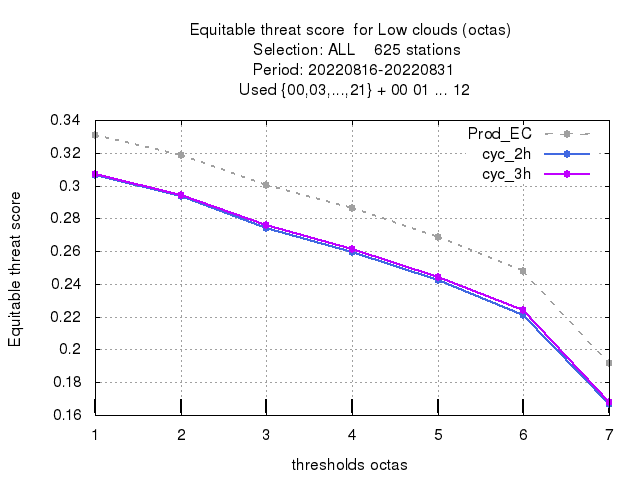 Equitable threat score  for Low clouds (octas)
Selection: ALL    625 stations
Period: 20220816-20220831
Used {00,03,...,21} + 00 01 ... 12
Prod_EC
cyc_2h
cyc_3h
Equitable threat score
0.34
0.32
0.3
0.28
0.26
0.24
0.22
0.2
0.18
0.16
1 2 3 4 5 6 7
thresholds octas